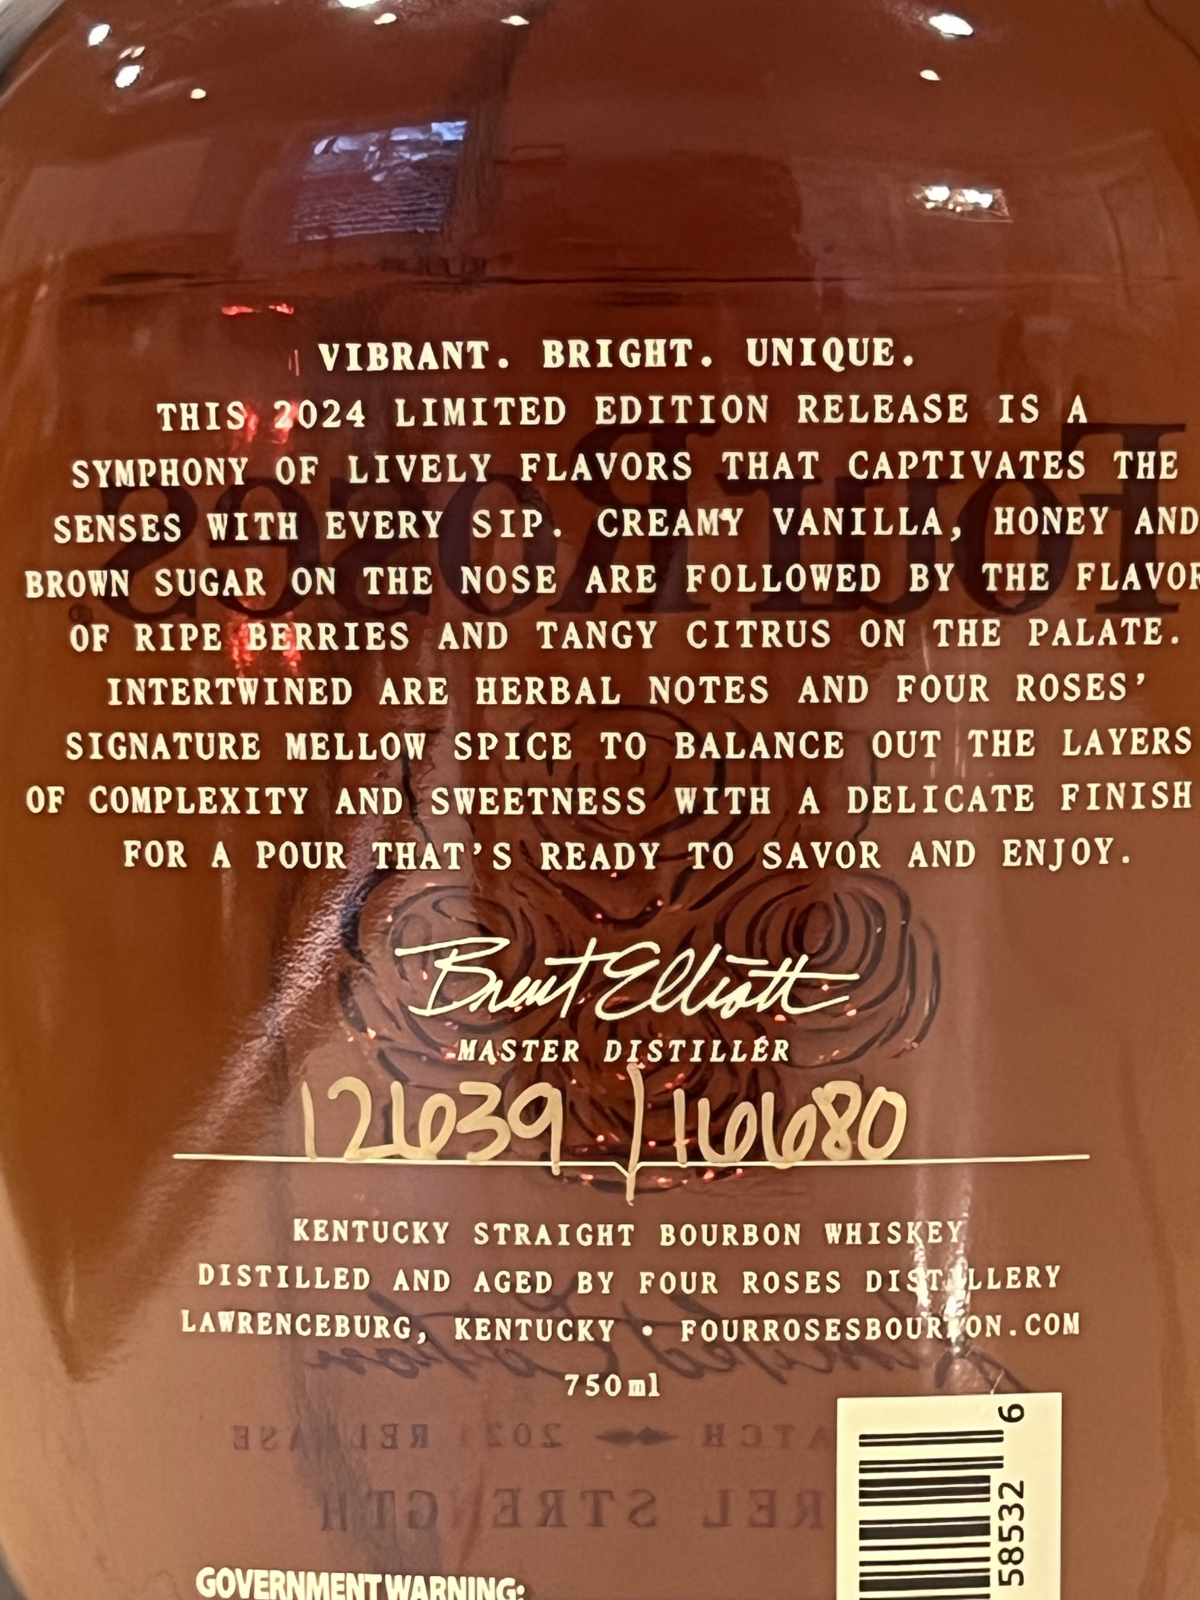 VIBRANT. BRIGHT. UNIQUE.
THIS 2024 LIMITED EDITION RELEASE IS A
SYMPHONY OF LIVELY FLAVORS THAT CAPTIVATES THE
SENSES WITH EVERY SIP. CREAMY VANILLA, HONEY AND
BROWN SUGAR ON THE NOSE ARE FOLLOWED BY THE FLAVOR
OF RIPE BERRIES AND TANGY CITRUS ON THE PALATE.
INTERTWINED ARE HERBAL NOTES AND FOUR ROSES'
SIGNATURE MELLOW SPICE TO BALANCE OUT THE LAYERS
OF COMPLEXITY AND SWEETNESS WITH A DELICATE FINISH
FOR A POUR THAT'S READY TO SAVOR AND ENJOY.
Brent Elliott
MASTER DISTILLER
12639 / 16680
KENTUCKY STRAIGHT BOURBON WHISKEY
DISTILLED AND AGED BY FOUR ROSES DISTILLERY
LAWRENCEBURG, KENTUCKY • FOURROSESBOURBON.COM
750ml
58532 6
GOVERNMENT WARNING: